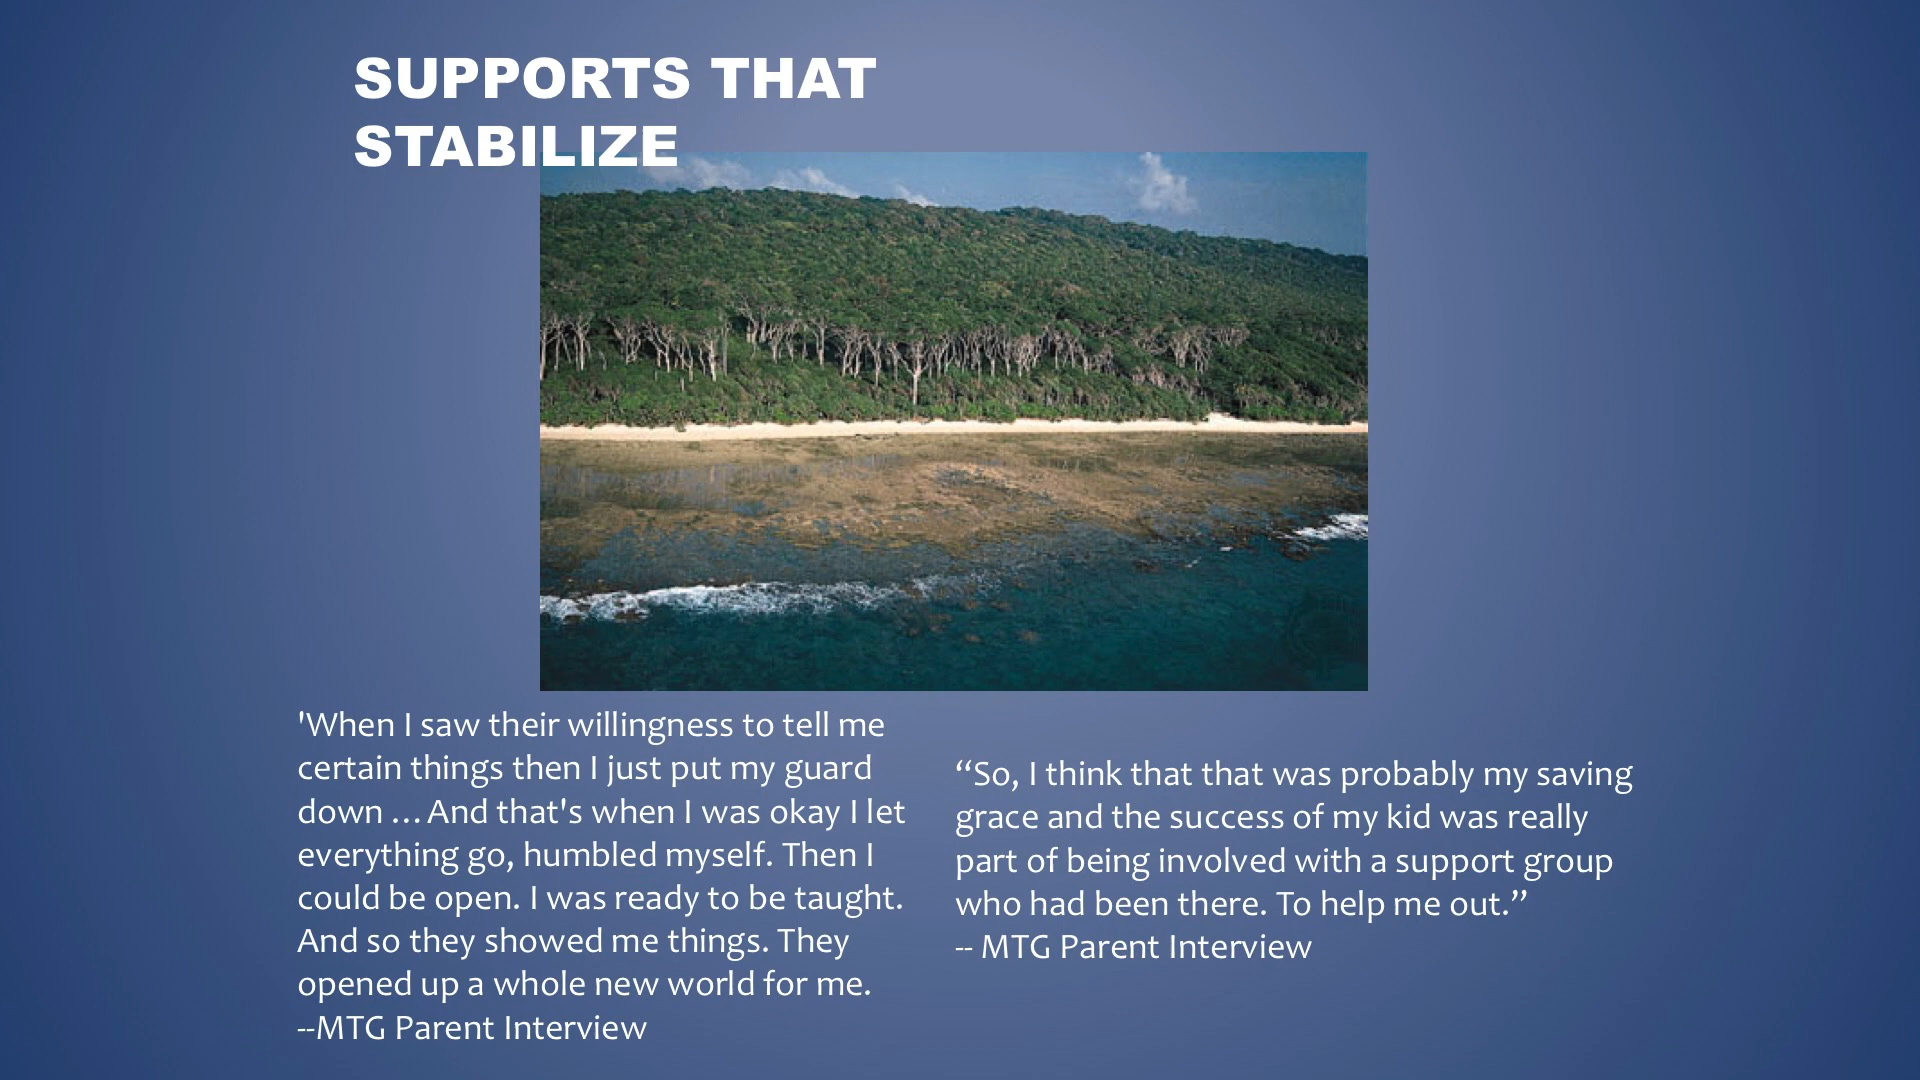 SUPPORTS THAT
STABILIZE
'When I saw their willingness to tell me
certain things then I just put my guard
down …And that's when I was okay I let
everything go, humbled myself. Then I
could be open. I was ready to be taught.
And so they showed me things. They
opened up a whole new world for me.
--MTG Parent Interview
“So, I think that that was probably my saving
grace and the success of my kid was really
part of being involved with a support group
who had been there. To help me out.”
-- MTG Parent Interview